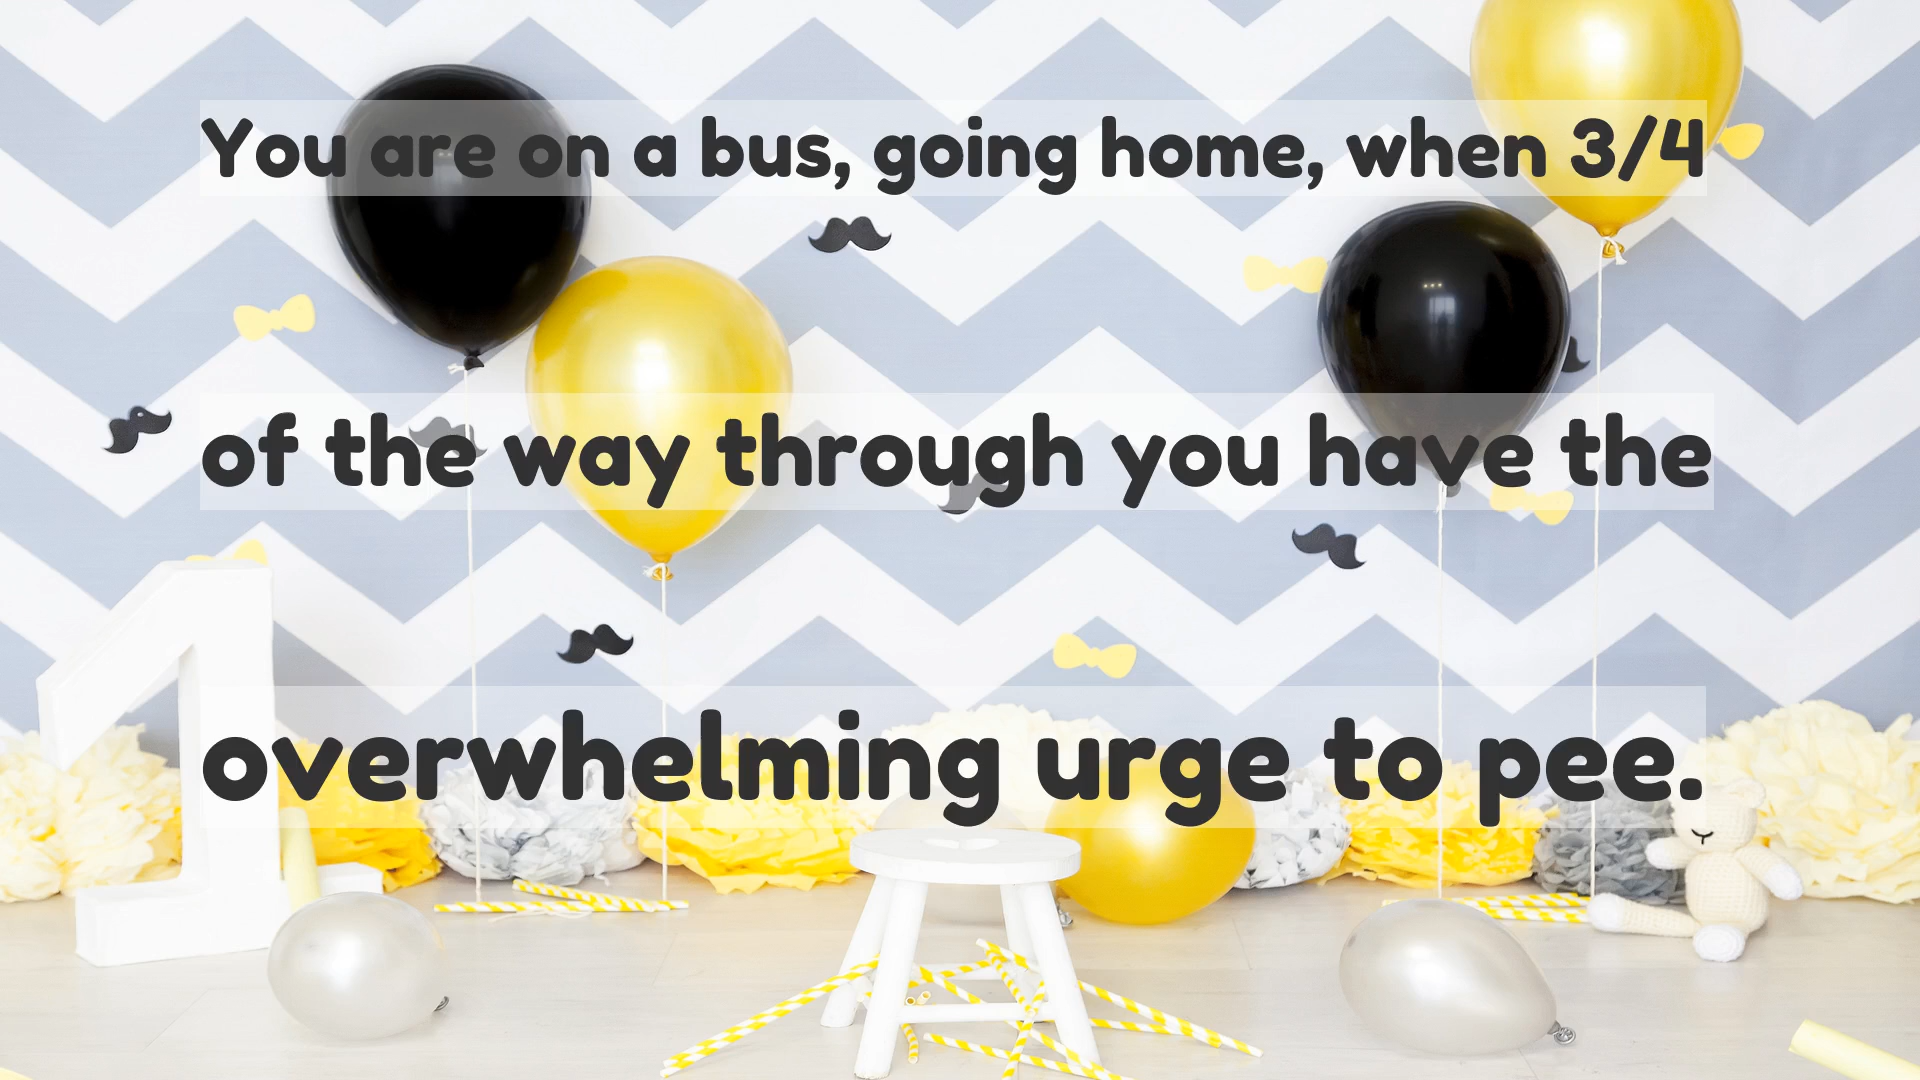 You are on a bus, going home, when 3/4
of the way through you have the
overwhelming urge to pee.